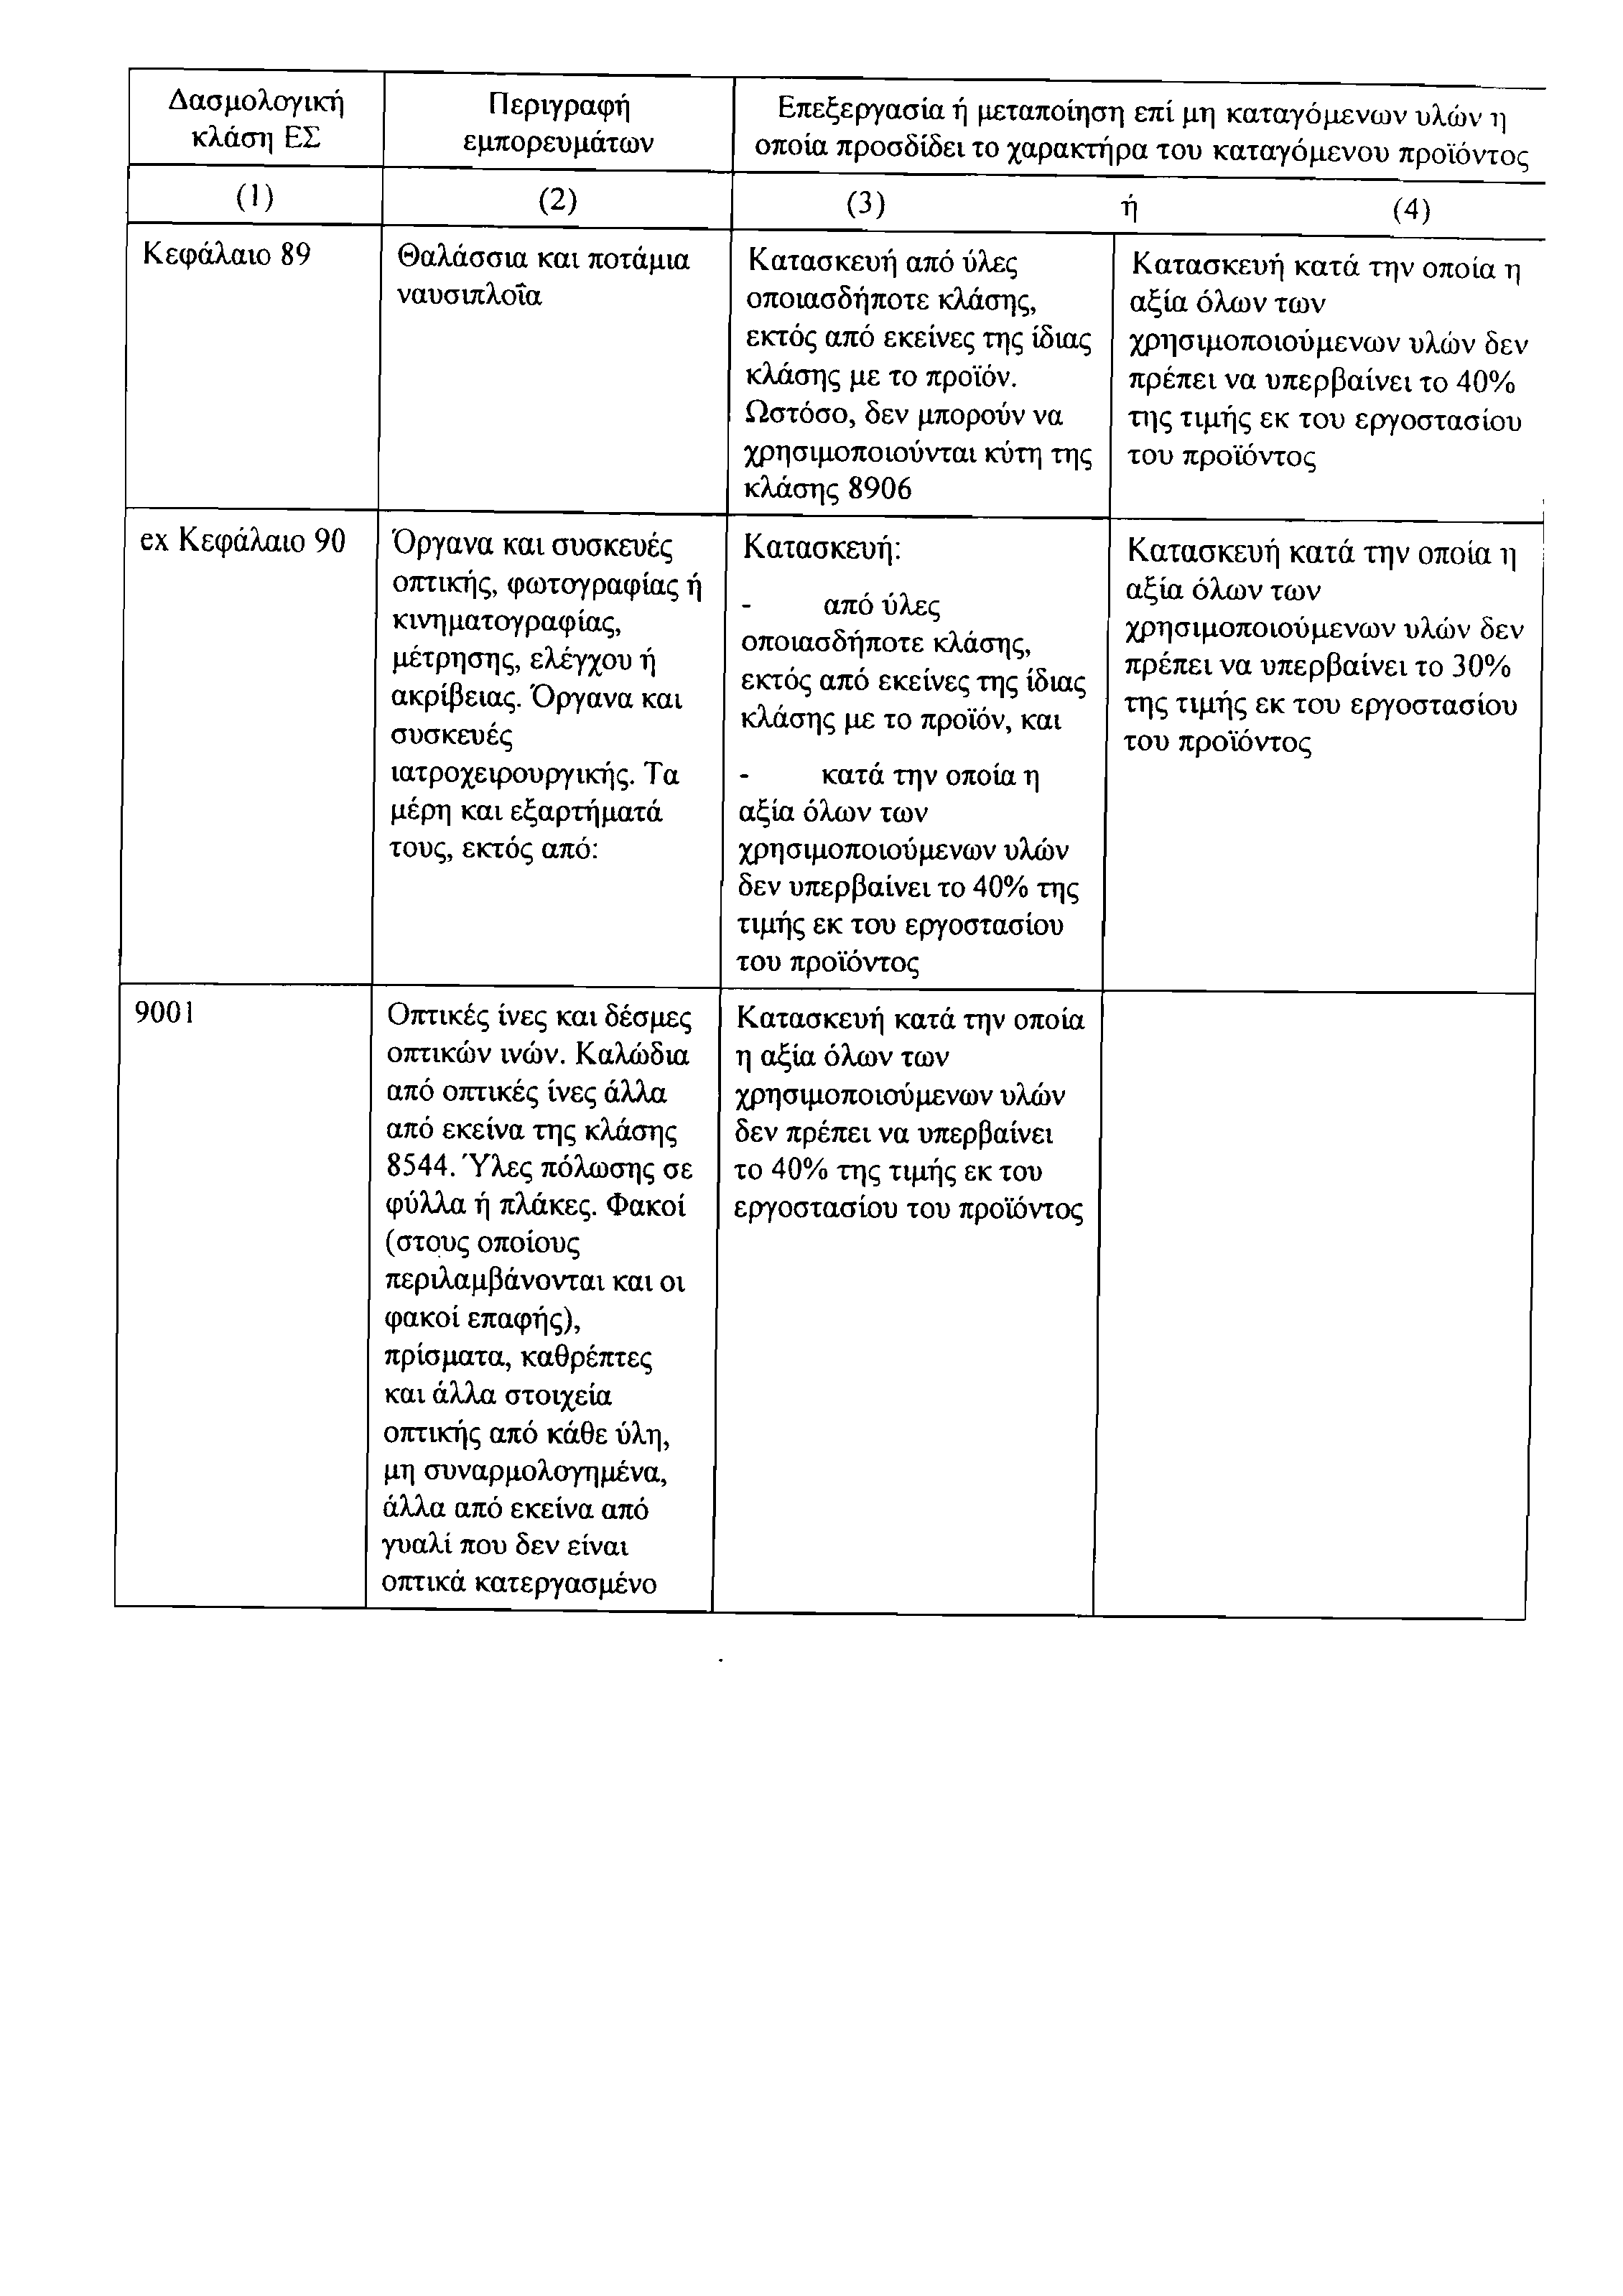 Δασμολογική
κλάση ΕΣ
Περιγραφή
εμπορευμάτων
Επεξεργασία ή μεταποίηση επί μη καταγόμενων υλών η
οποία προσδίδει το χαρακτήρα του καταγόμενου προϊόντος
(1)
(2)
(3)
ή
(4)
Κεφάλαιο 89
Θαλάσσια και ποτάμια
ναυσιπλοΐα
Κατασκευή από ύλες
οποιασδήποτε κλάσης,
εκτός από εκείνες της ίδιας
κλάσης με το προϊόν.
Ωστόσο, δεν μπορούν να
χρησιμοποιούνται κύτη της
κλάσης 8906
Κατασκευή κατά την οποία η
αξία όλων των
χρησιμοποιούμενων υλών δεν
πρέπει να υπερβαίνει το 40%
της τιμής εκ του εργοστασίου
του προϊόντος
ex Κεφάλαιο 90
Όργανα και συσκευές
οπτικής, φωτογραφίας ή
κινηματογραφίας,
μέτρησης, ελέγχου ή
ακρίβειας. Όργανα και
συσκευές
ιατροχειρουργικής. Τα
μέρη και εξαρτήματά
τους, εκτός από:
Κατασκευή:
- από ύλες
οποιασδήποτε κλάσης,
εκτός από εκείνες της ίδιας
κλάσης με το προϊόν, και
- κατά την οποία η
αξία όλων των
χρησιμοποιούμενων υλών
δεν υπερβαίνει το 40% της
τιμής εκ του εργοστασίου
του προϊόντος
Κατασκευή κατά την οποία η
αξία όλων των
χρησιμοποιούμενων υλών δεν
πρέπει να υπερβαίνει το 30%
της τιμής εκ του εργοστασίου
του προϊόντος
9001
Οπτικές ίνες και δέσμες
οπτικών ινών. Καλώδια
από οπτικές ίνες άλλα
από εκείνα της κλάσης
8544. Ύλες πόλωσης σε
φύλλα ή πλάκες. Φακοί
(στους οποίους
περιλαμβάνονται και οι
φακοί επαφής),
πρίσματα, καθρέπτες
και άλλα στοιχεία
οπτικής από κάθε ύλη,
μη συναρμολογημένα,
άλλα από εκείνα από
γυαλί που δεν είναι
οπτικά κατεργασμένο
Κατασκευή κατά την οποία
η αξία όλων των
χρησιμοποιούμενων υλών
δεν πρέπει να υπερβαίνει
το 40% της τιμής εκ του
εργοστασίου του προϊόντος